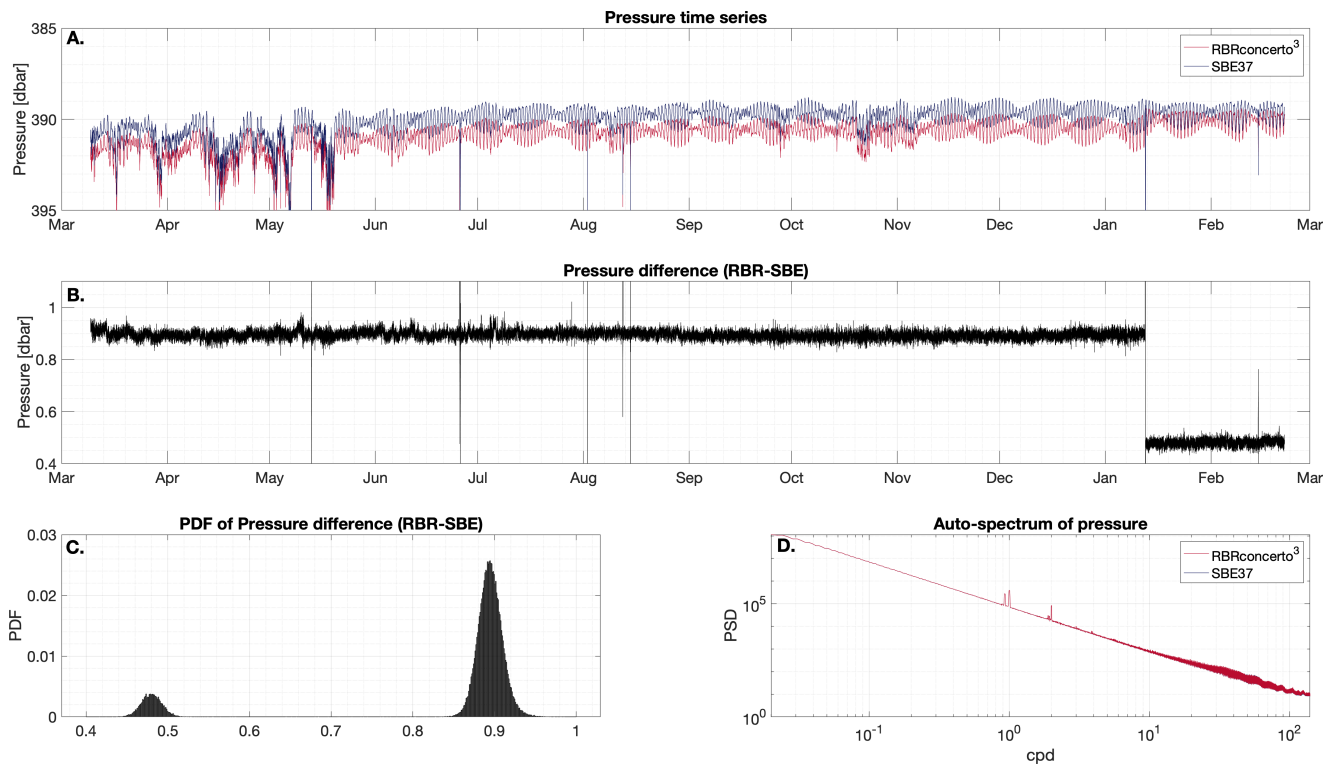 Pressure time series
A.
Pressure [dbar]
385
390
395
RBRconcerto³
SBE37
Mar Apr May Jun Jul Aug Sep Oct Nov Dec Jan Feb Mar
Pressure difference (RBR-SBE)
B.
Pressure [dbar]
1
0.8
0.6
0.4
Mar Apr May Jun Jul Aug Sep Oct Nov Dec Jan Feb Mar
PDF of Pressure difference (RBR-SBE)
C.
PDF
0.03
0.02
0.01
0
0.4 0.5 0.6 0.7 0.8 0.9 1
Auto-spectrum of pressure
D.
PSD
10⁵
10⁰
RBRconcerto³
SBE37
10⁻¹ 10⁰ 10¹ 10²
cpd